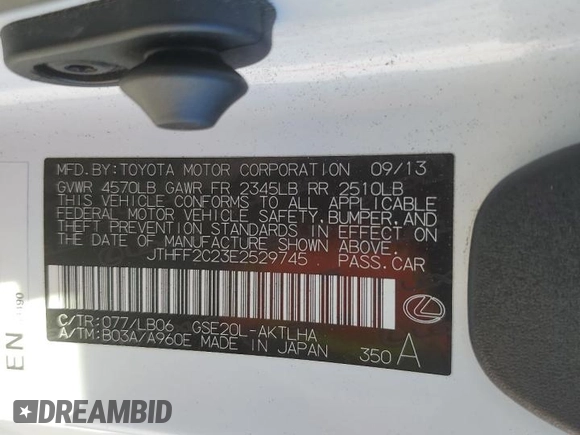 MFD. BY: TOYOTA MOTOR CORPORATION 09/13
GVWR 4570LB GAWR FR 2345LB RR 2510LB
THIS VEHICLE CONFORMS TO ALL APPLICABLE
FEDERAL MOTOR VEHICLE SAFETY, BUMPER, AND
THEFT PREVENTION STANDARDS IN EFFECT ON
THE DATE OF MANUFACTURE SHOWN ABOVE.
JTHFF2C23E2529745 PASS. CAR
C/TR: 077/LB06 GSE20L-AKTLHA
A/TM: B03A/A960E MADE IN JAPAN 350 A
EN
DREAMBID